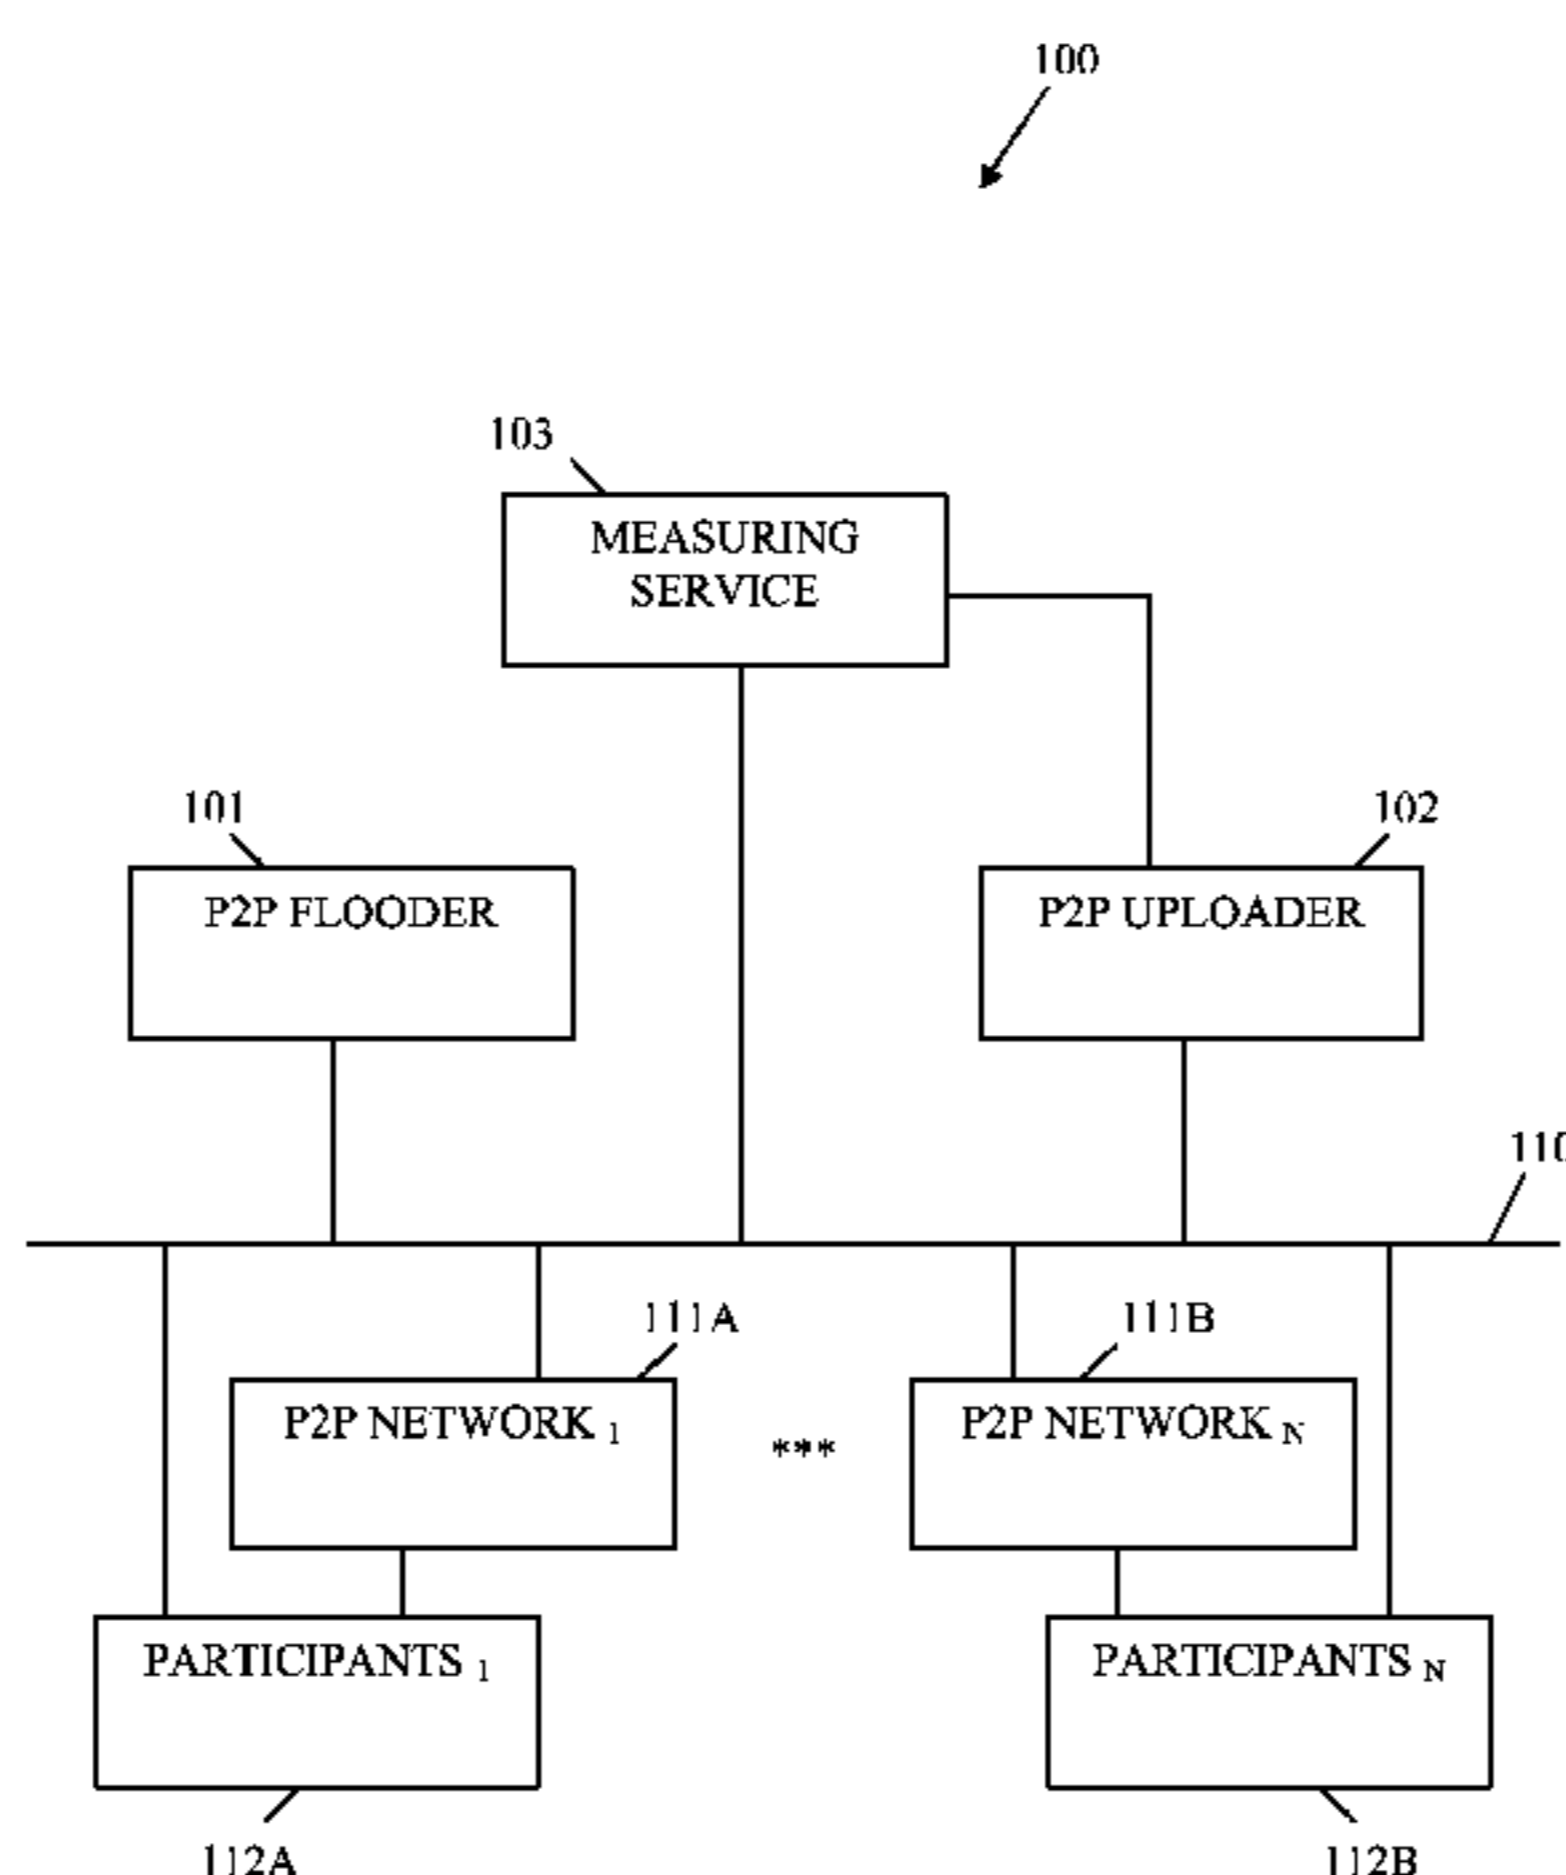 100
103
MEASURING
SERVICE
101
102
P2P FLOODER
P2P UPLOADER
110
111A
111B
P2P NETWORK 1
***
P2P NETWORK N
PARTICIPANTS 1
PARTICIPANTS N
112A
112B